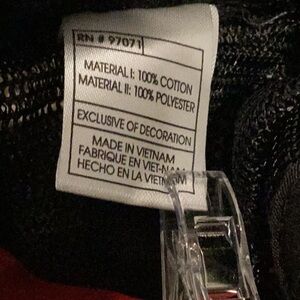 RN # 97071
MATERIAL I: 100% COTTON
MATERIAL II: 100% POLYESTER
EXCLUSIVE OF DECORATION
MADE IN VIETNAM
FABRIQUE EN VIET-NAM
HECHO EN LA VIETNAM